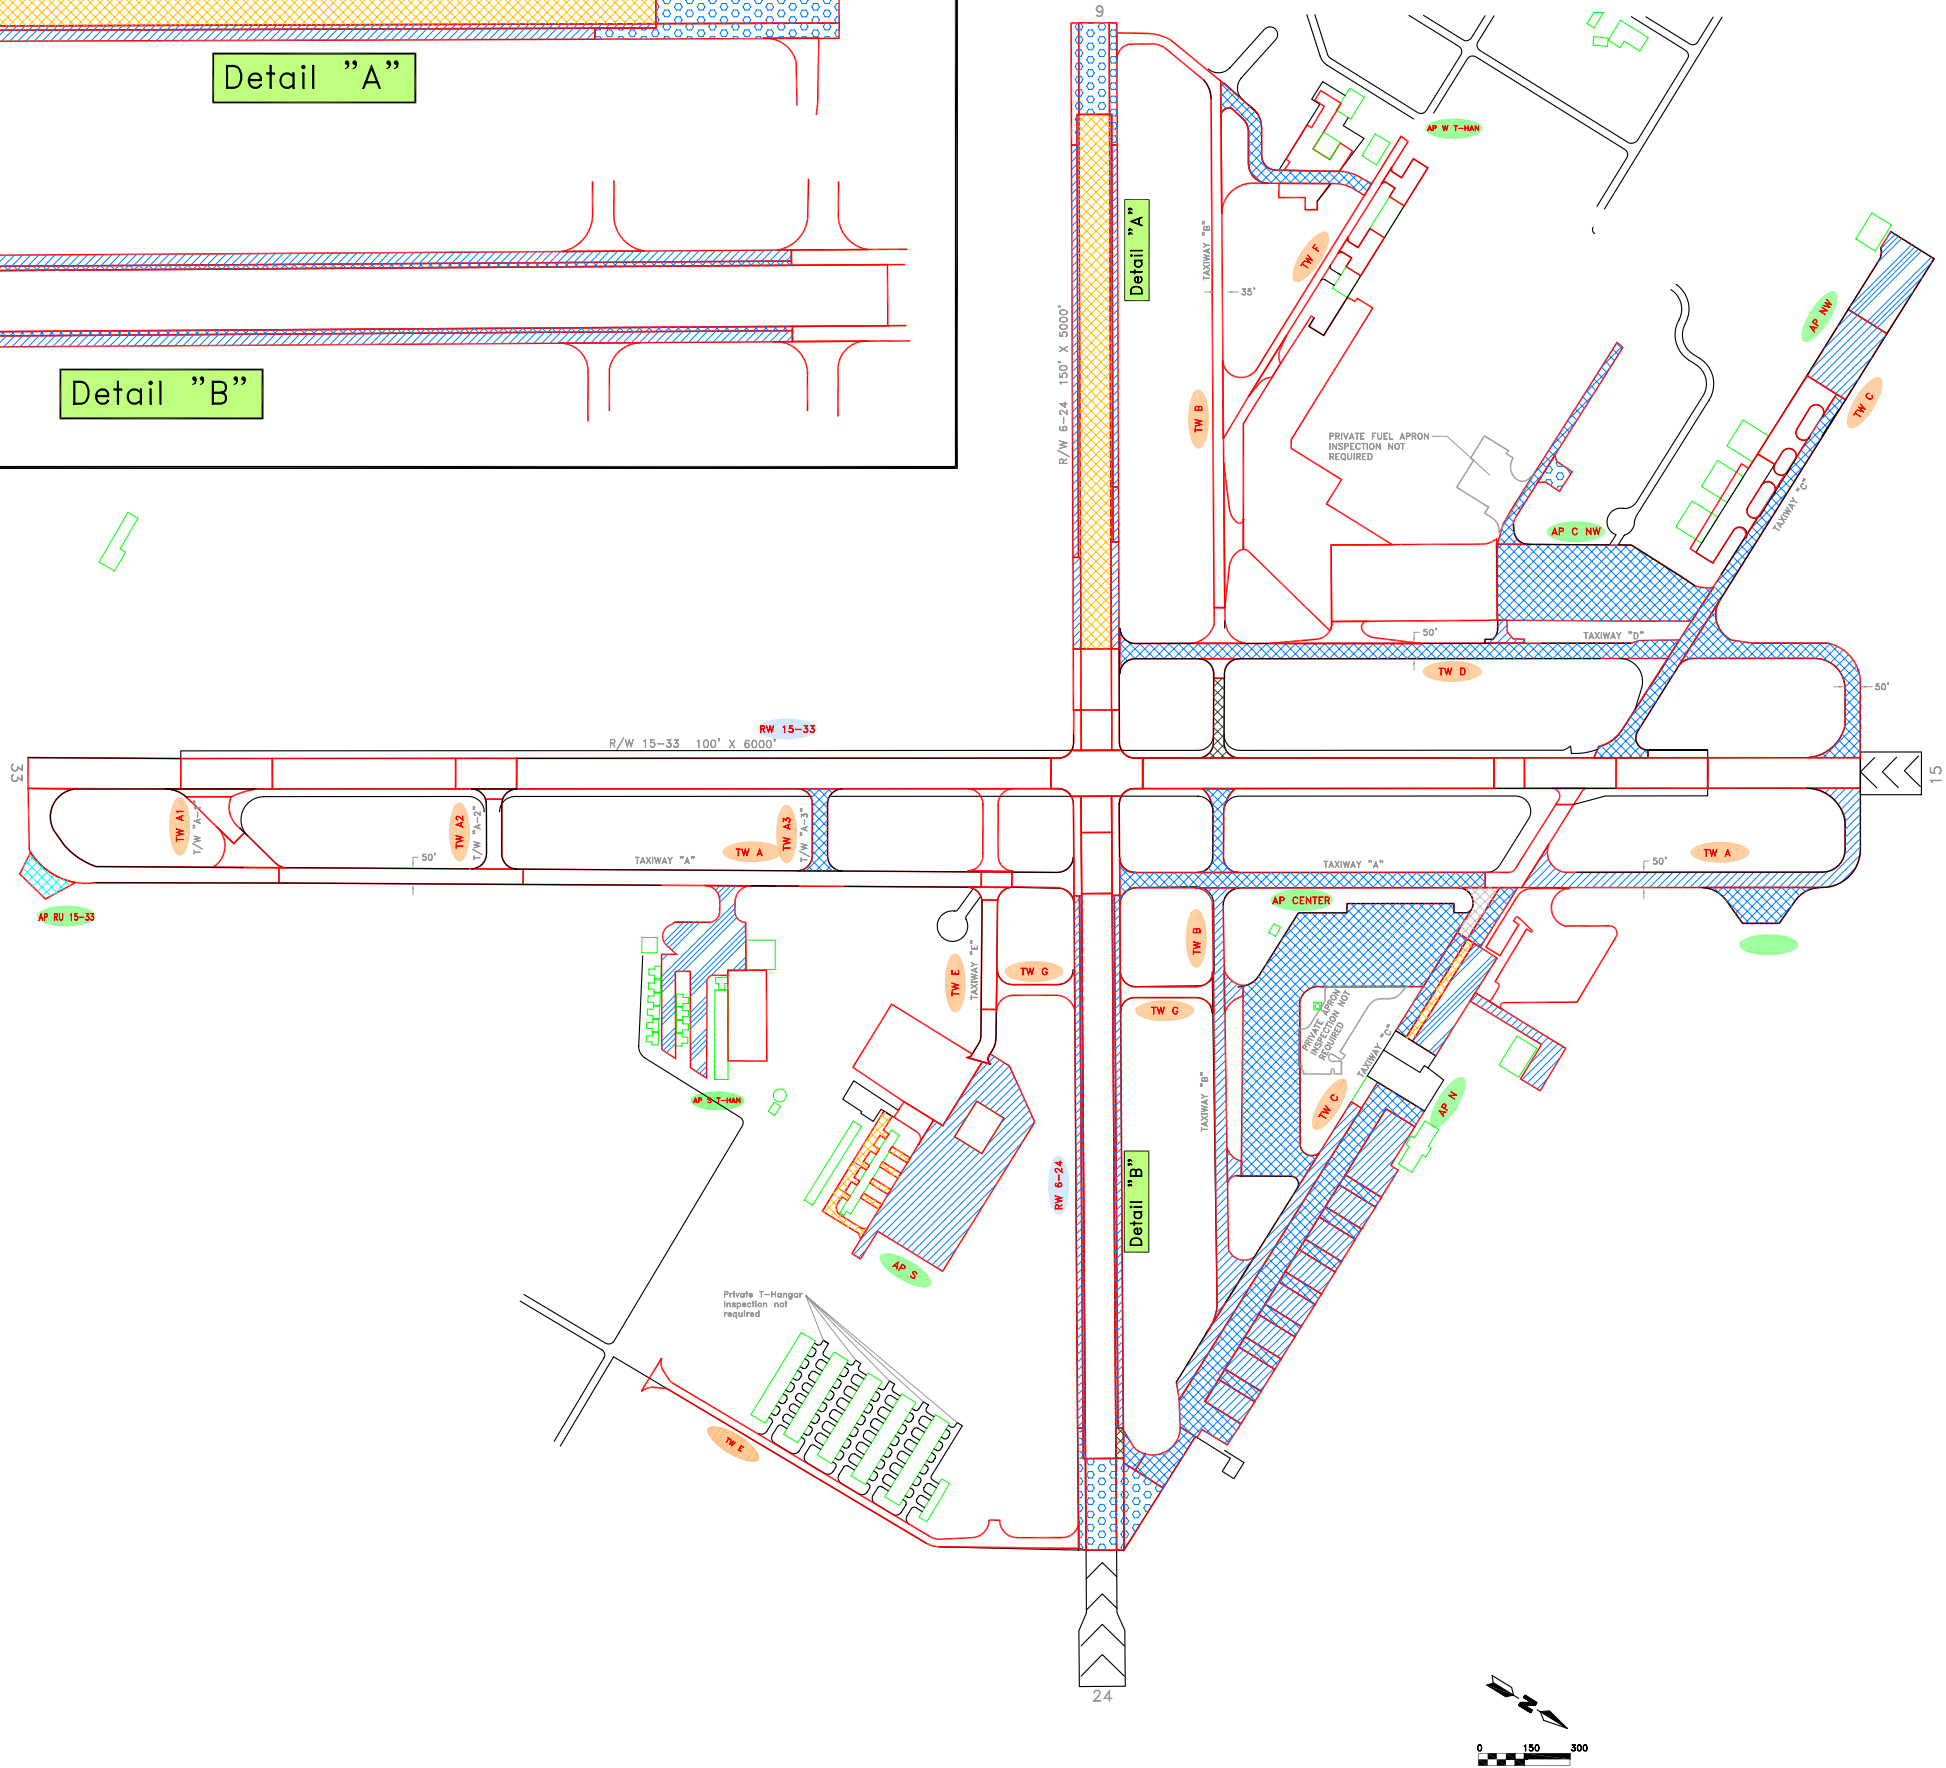 Detail "A"
Detail "B"
9
AP W T-HAN
Detail "A"
TAXIWAY "B"
TW F
35'
R/W 6-24 150' X 5000'
TW B
PRIVATE FUEL APRON
INSPECTION NOT
REQUIRED
AP NW
TW C
TAXIWAY "C"
AP C NW
50'
TAXIWAY "D"
TW D
50'
RW 15-33
R/W 15-33 100' X 6000'
33
15
TW A1
TW A2
T/W "A-2"
TW A3
T/W "A-3"
50'
TAXIWAY "A"
TW A
TAXIWAY "A"
50'
TW A
AP RU 15-33
AP CENTER
TW B
TW E
TAXIWAY "E"
TW G
TW G
PRIVATE APRON
INSPECTION NOT
REQUIRED
TAXIWAY "C"
TW C
AP N
AP S T-HAN
TAXIWAY "B"
RW 6-24
Detail "B"
AP S
Private T-Hangar
Inspection not
required
TW E
24
N
0 150 300